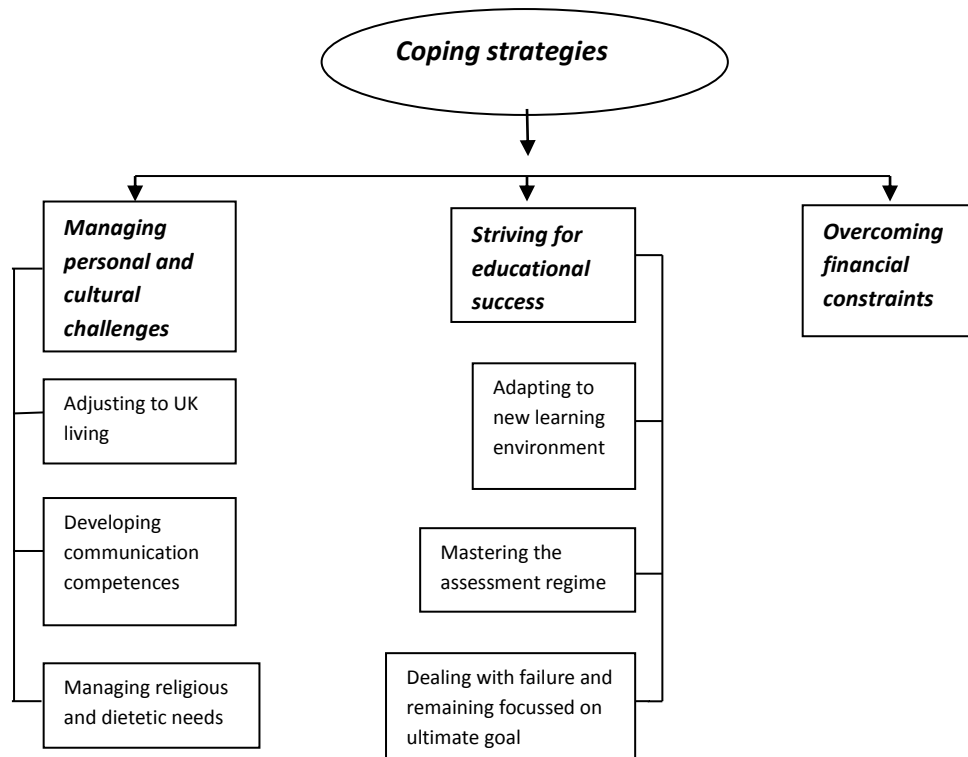 Coping strategies
Managing
personal and
cultural
challenges
Adjusting to UK
living
Developing
communication
competences
Managing religious
and dietetic needs
Striving for
educational
success
Adapting to
new learning
environment
Mastering the
assessment regime
Dealing with failure and
remaining focussed on
ultimate goal
Overcoming
financial
constraints